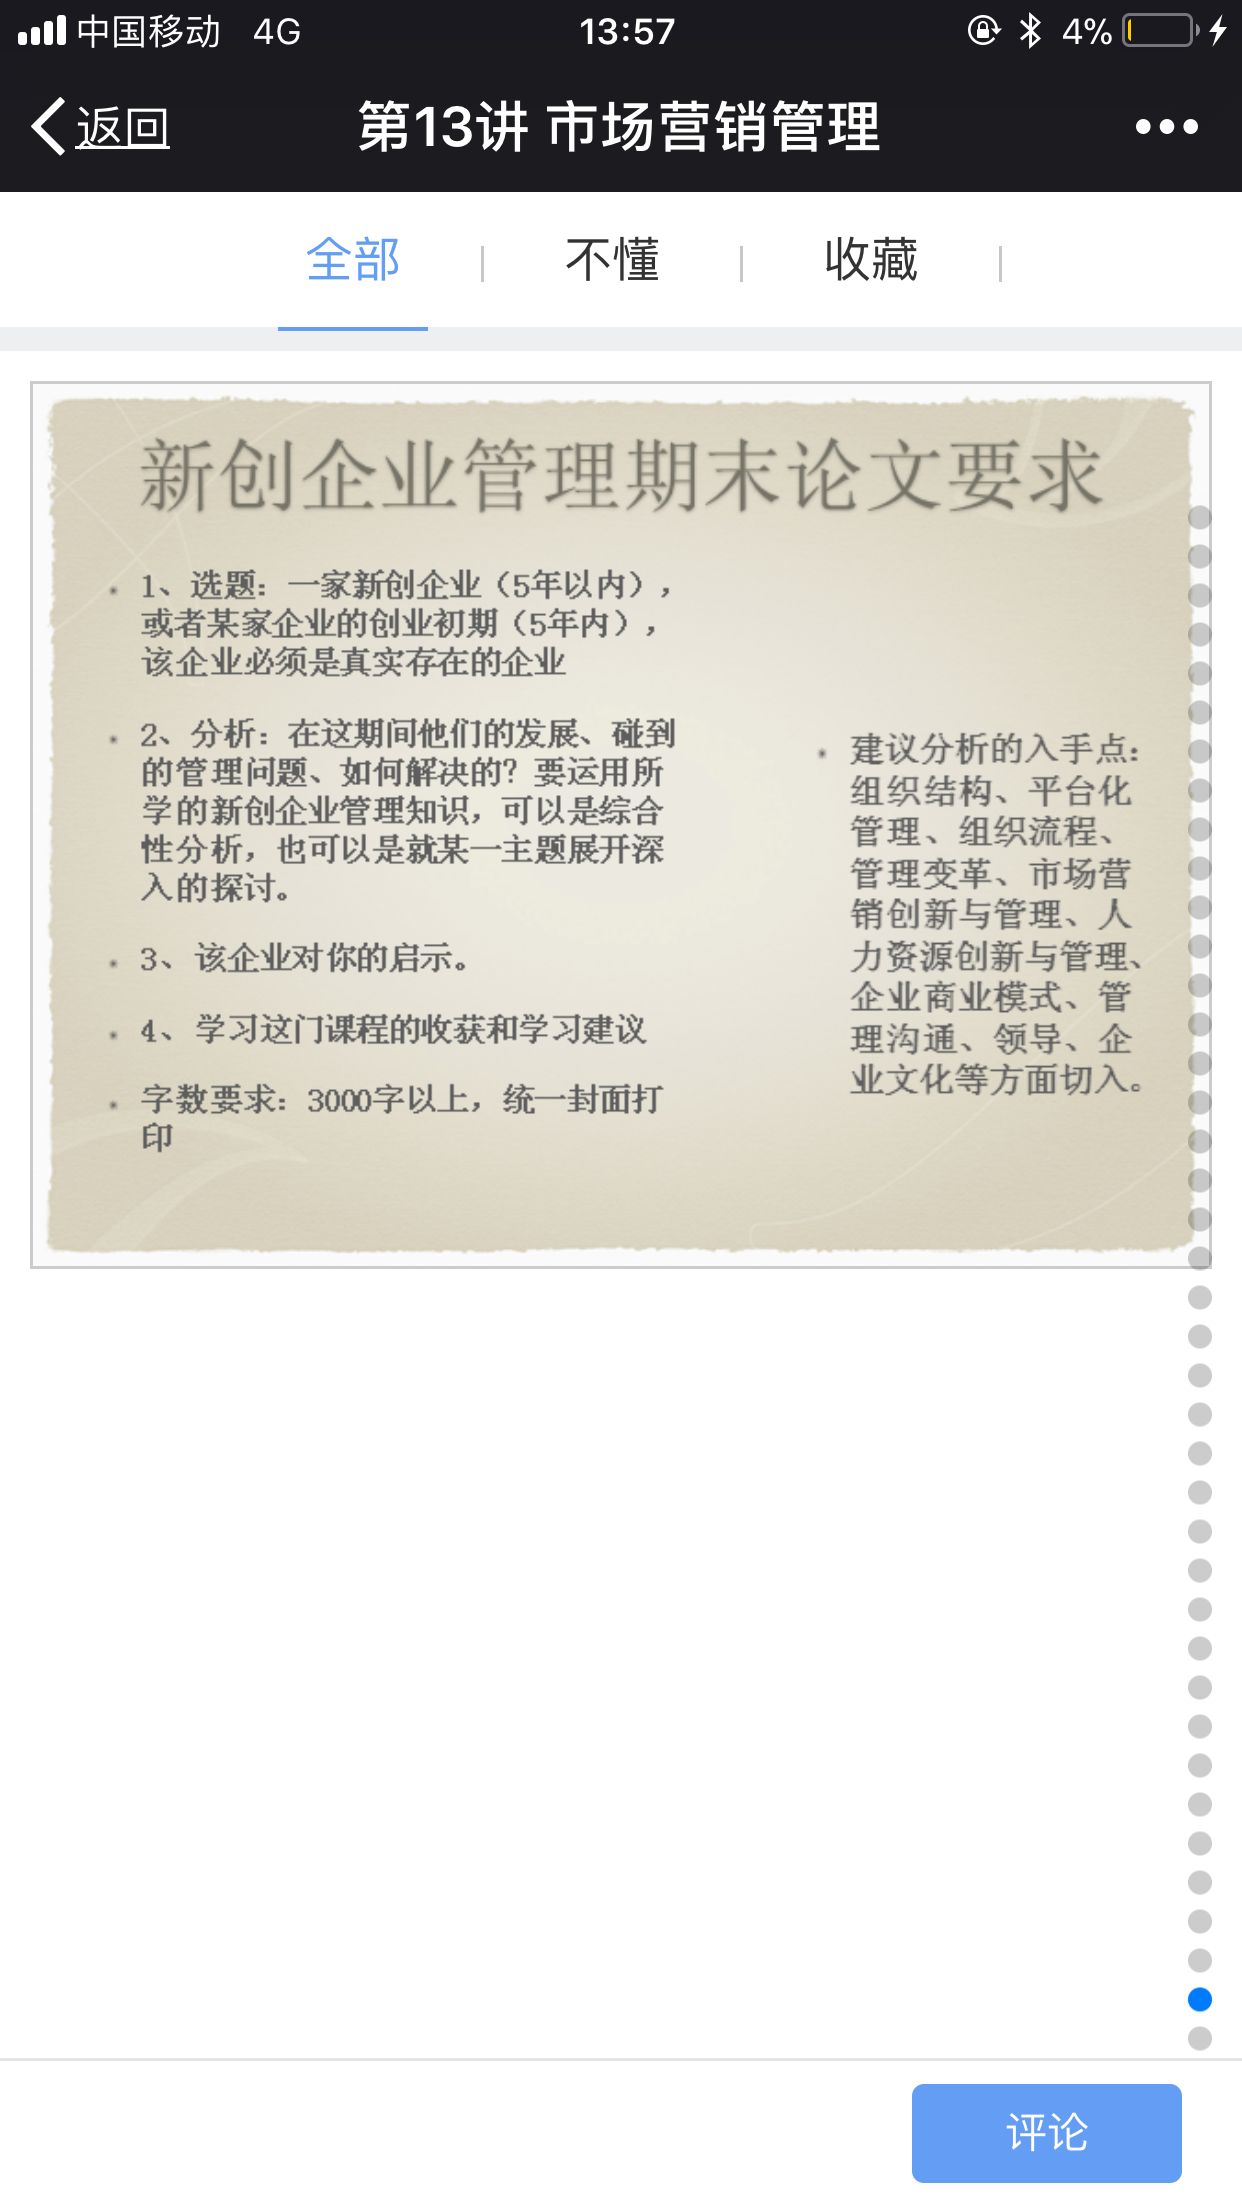 中国移动 4G 13:57 4%
返回 第13讲 市场营销管理
全部 不懂 收藏
新创企业管理期末论文要求
1、选题：一家新创企业（5年以内），
或者某家企业的创业初期（5年内），
该企业必须是真实存在的企业
2、分析：在这期间他们的发展、碰到
的管理问题、如何解决的？要运用所
学的新创企业管理知识，可以是综合
性分析，也可以是就某一主题展开深
入的探讨。
3、该企业对你的启示。
4、学习这门课程的收获和学习建议
字数要求：3000字以上，统一封面打
印
建议分析的入手点：
组织结构、平台化
管理、组织流程、
管理变革、市场营
销创新与管理、人
力资源创新与管理、
企业商业模式、管
理沟通、领导、企
业文化等方面切入。
评论